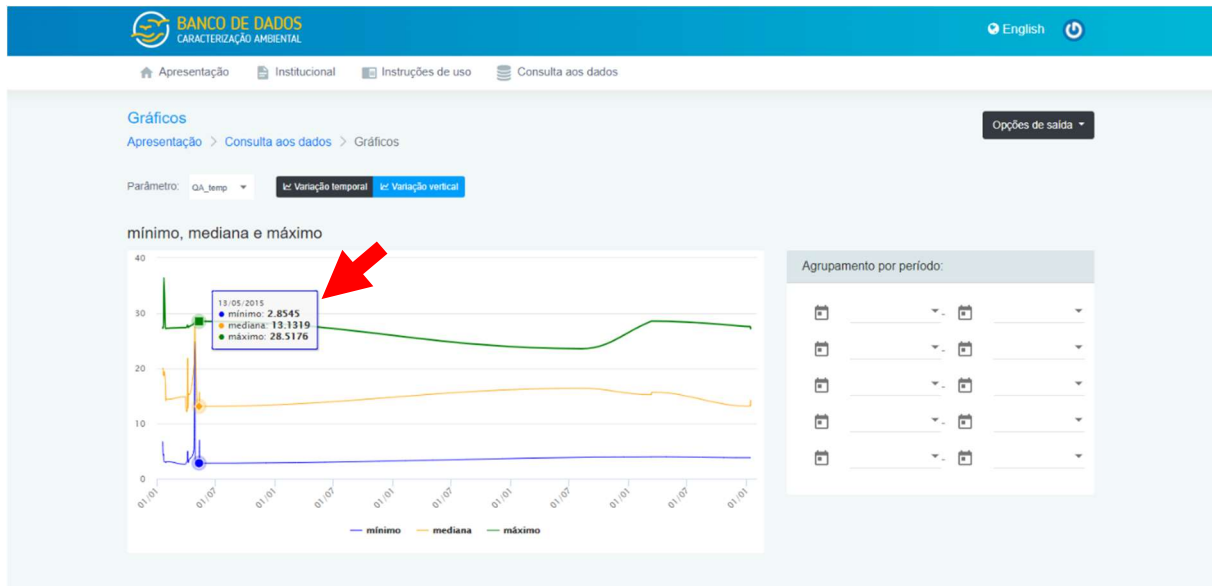 BANCO DE DADOS
CARACTERIZAÇÃO AMBIENTAL
English
Apresentação Institucional Instruções de uso Consulta aos dados
Gráficos
Opções de saída
Apresentação > Consulta aos dados > Gráficos
Parâmetro: QA_temp Variação temporal Variação vertical
mínimo, mediana e máximo
Agrupamento por período:
40
30
20
10
0
13/05/2015
mínimo: 2.8545
mediana: 13.1319
máximo: 28.5176
01/01 01/07 01/01 01/07 01/01 01/07 01/01 01/07 01/01 01/07 01/01
mínimo mediana máximo